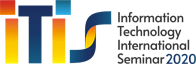 iTiS
Information
Technology
International
Seminar 2020